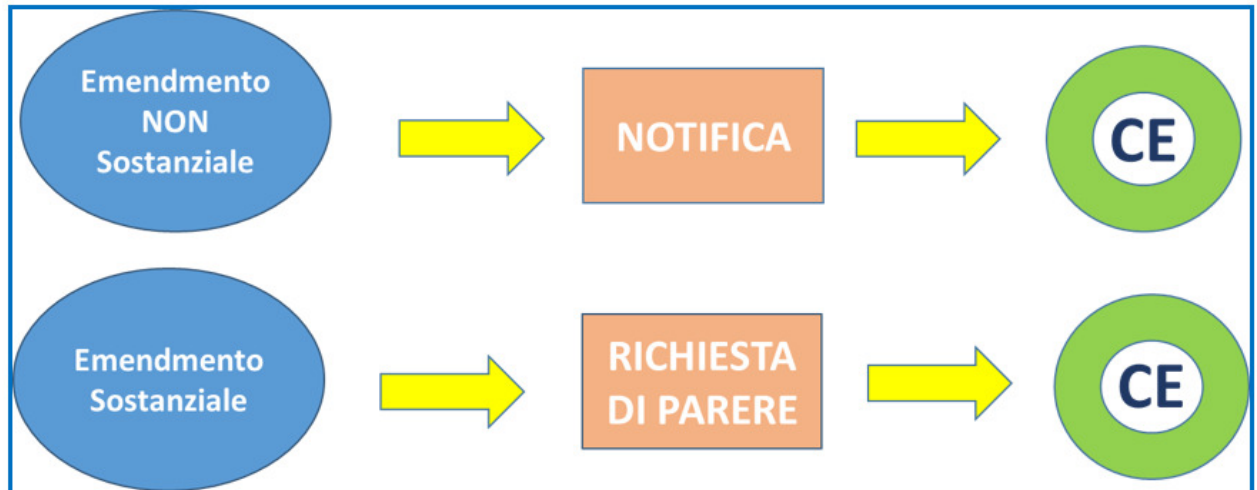 Emendmento
NON
Sostanziale
NOTIFICA
CE
Emendmento
Sostanziale
RICHIESTA
DI PARERE
CE